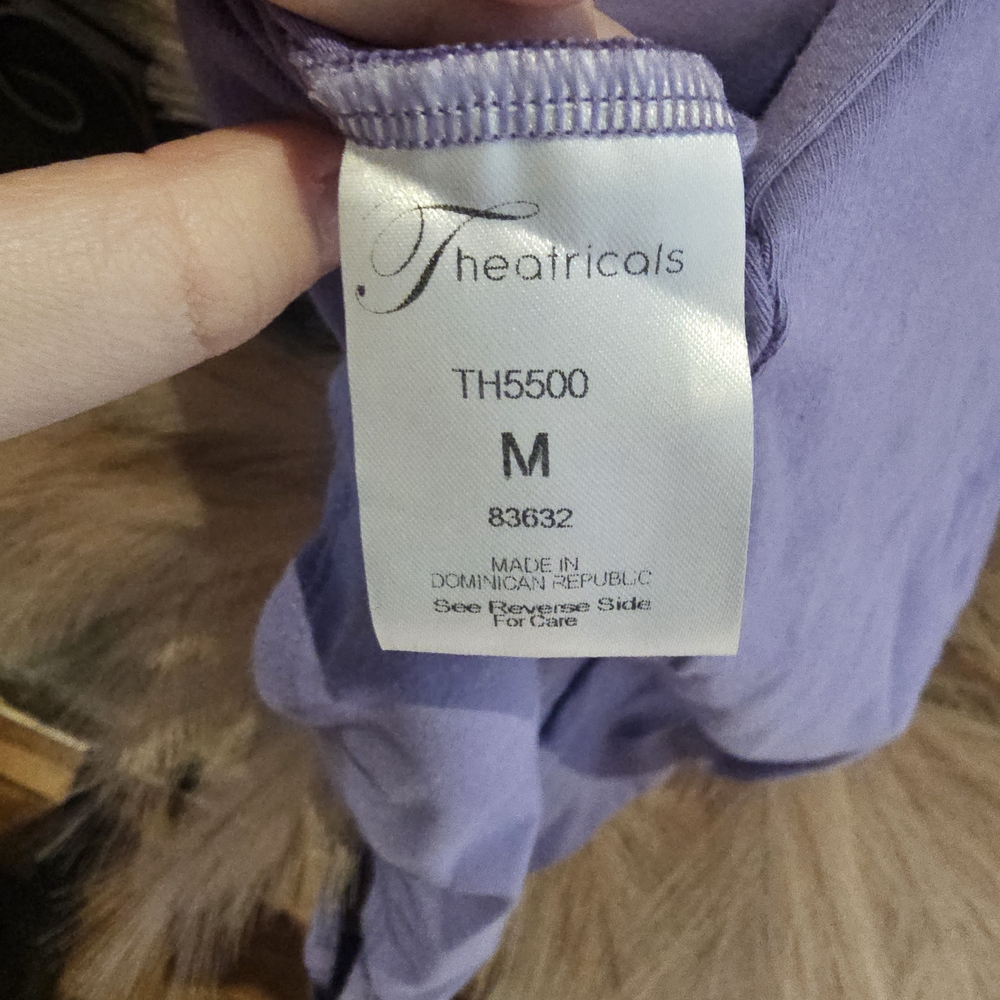 Theatricals
TH5500
M
83632
MADE IN
DOMINICAN REPUBLIC
See Reverse Side
For Care